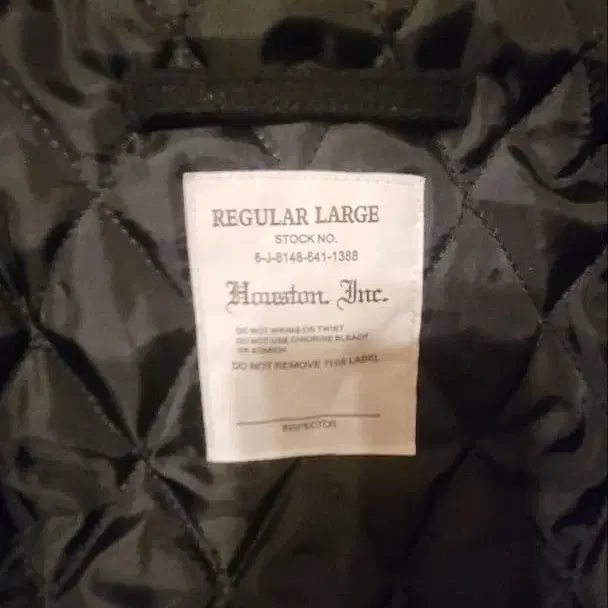 REGULAR LARGE
STOCK NO.
6-J-8148-641-1388
Houston. Inc.
DO NOT WRING OR TWIST
DO NOT USE CHLORINE BLEACH
OR STARCH
DO NOT REMOVE THIS LABEL
INSPECTOR